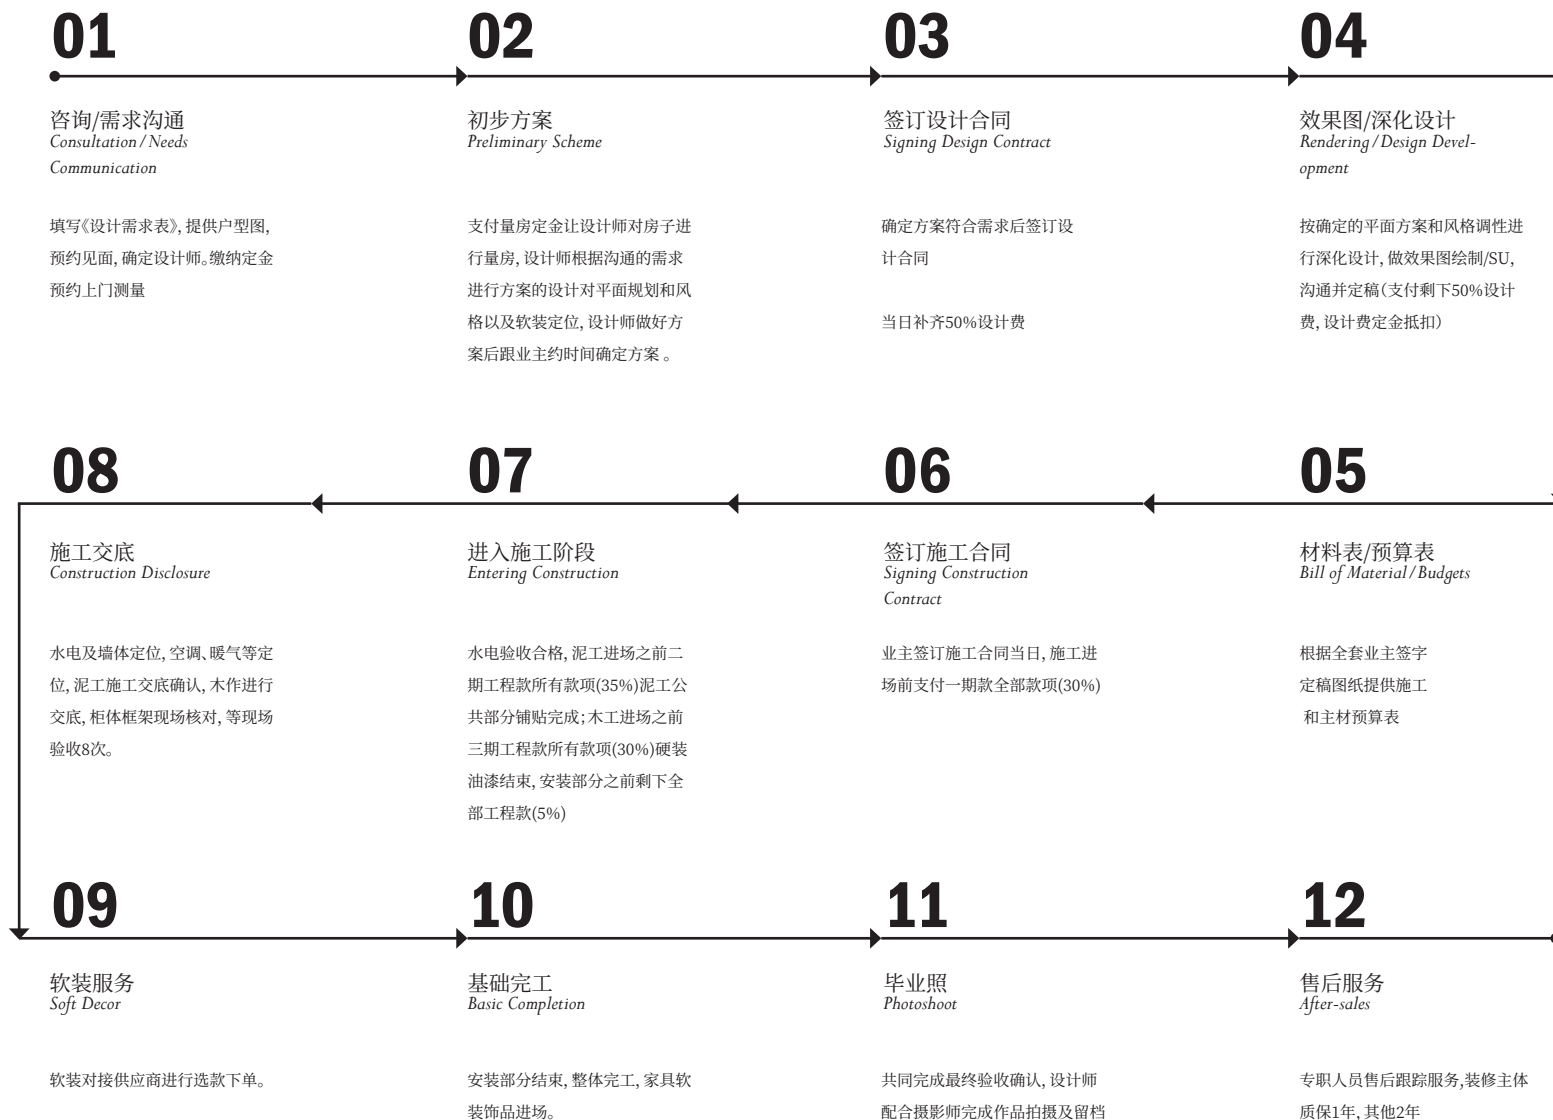 01
咨询/需求沟通
Consultation/Needs
Communication
填写《设计需求表》,提供户型图,
预约见面,确定设计师。缴纳定金
预约上门测量
02
初步方案
Preliminary Scheme
支付量房定金让设计师对房子进
行量房,设计师根据沟通的需求
进行方案的设计对平面规划和风
格以及软装定位,设计师做好方
案后跟业主约时间确定方案 。
03
签订设计合同
Signing Design Contract
确定方案符合需求后签订设
计合同
当日补齐50%设计费
04
效果图/深化设计
Rendering/Design Devel-
opment
按确定的平面方案和风格调性进
行深化设计,做效果图绘制/SU,
沟通并定稿(支付剩下50%设计
费,设计费定金抵扣)
05
材料表/预算表
Bill of Material/Budgets
根据全套业主签字
定稿图纸提供施工
和主材预算表
06
签订施工合同
Signing Construction
Contract
业主签订施工合同当日,施工进
场前支付一期款全部款项(30%)
07
进入施工阶段
Entering Construction
水电验收合格,泥工进场之前二
期工程款所有款项(35%)泥工公
共部分铺贴完成;木工进场之前
三期工程款所有款项(30%)硬装
油漆结束,安装部分之前剩下全
部工程款(5%)
08
施工交底
Construction Disclosure
水电及墙体定位,空调、暖气等定
位,泥工施工交底确认,木作进行
交底,柜体框架现场核对,等现场
验收8次。
09
软装服务
Soft Decor
软装对接供应商进行选款下单。
10
基础完工
Basic Completion
安装部分结束,整体完工,家具软
装饰品进场。
11
毕业照
Photoshoot
共同完成最终验收确认,设计师
配合摄影师完成作品拍摄及留档
12
售后服务
After-sales
专职人员售后跟踪服务,装修主体
质保1年,其他2年